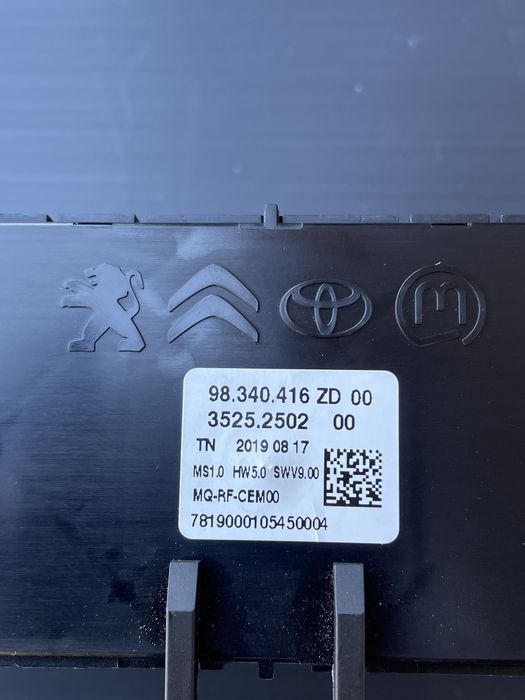 98.340.416 ZD 00
3525.2502 00
TN 2019 08 17
MS1.0 HW5.0 SWV9.00
MQ-RF-CEM00
7819000105450004